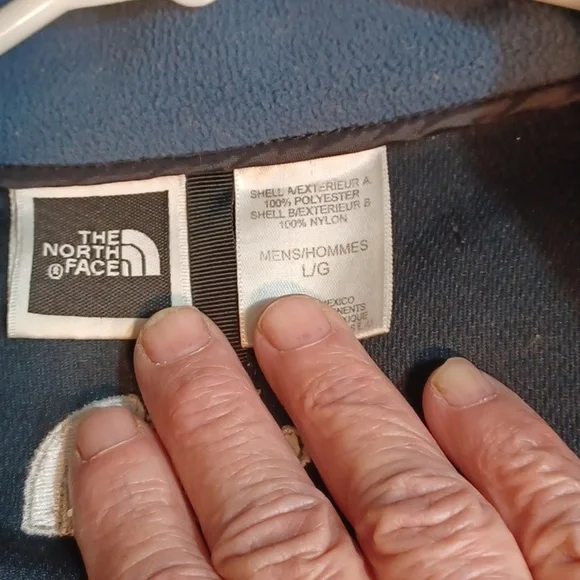 THE
NORTH
® FACE
SHELL A/EXTERIEUR A
100% POLYESTER
SHELL B/EXTERIEUR B
100% NYLON
MENS/HOMMES
L/G